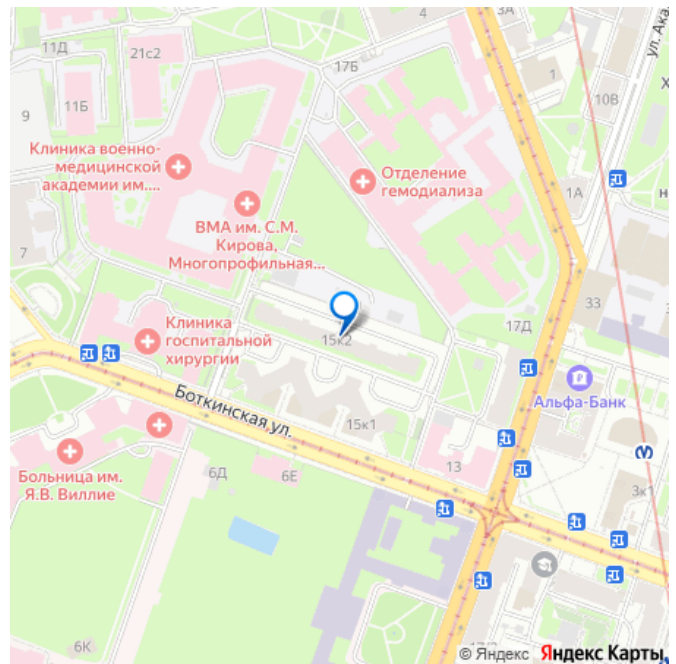 4
3А
11Д
17Б
21с2
ул. Ака
1
11Б
10В
9
Клиника военно-
медицинской
академии им.
....
Отделение
гемодиализа
1А
н
ВМА им. С.М.
Кирова,
Многопрофильная...
7
33
Клиника
госпитальной
хирургии
15к2
17Д
Альфа-Банк
Боткинская ул.
15к1
13
Больница им.
Я.В. Виллие
6Д
6Е
3к1
6К
© Яндекс Яндекс Карты